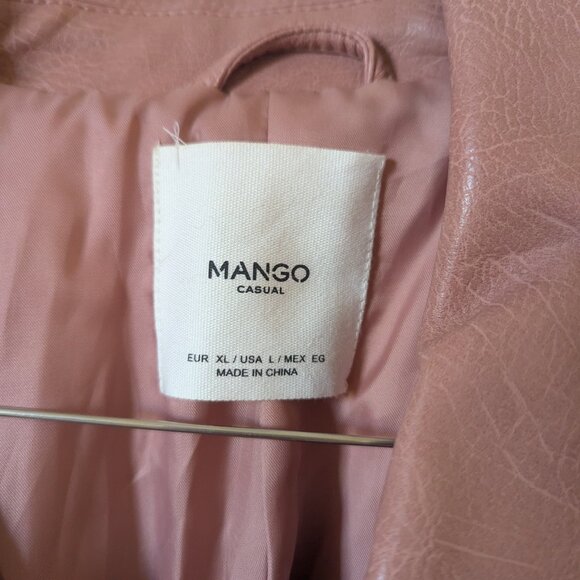 MANGO
CASUAL
EUR XL / USA L / MEX EG
MADE IN CHINA